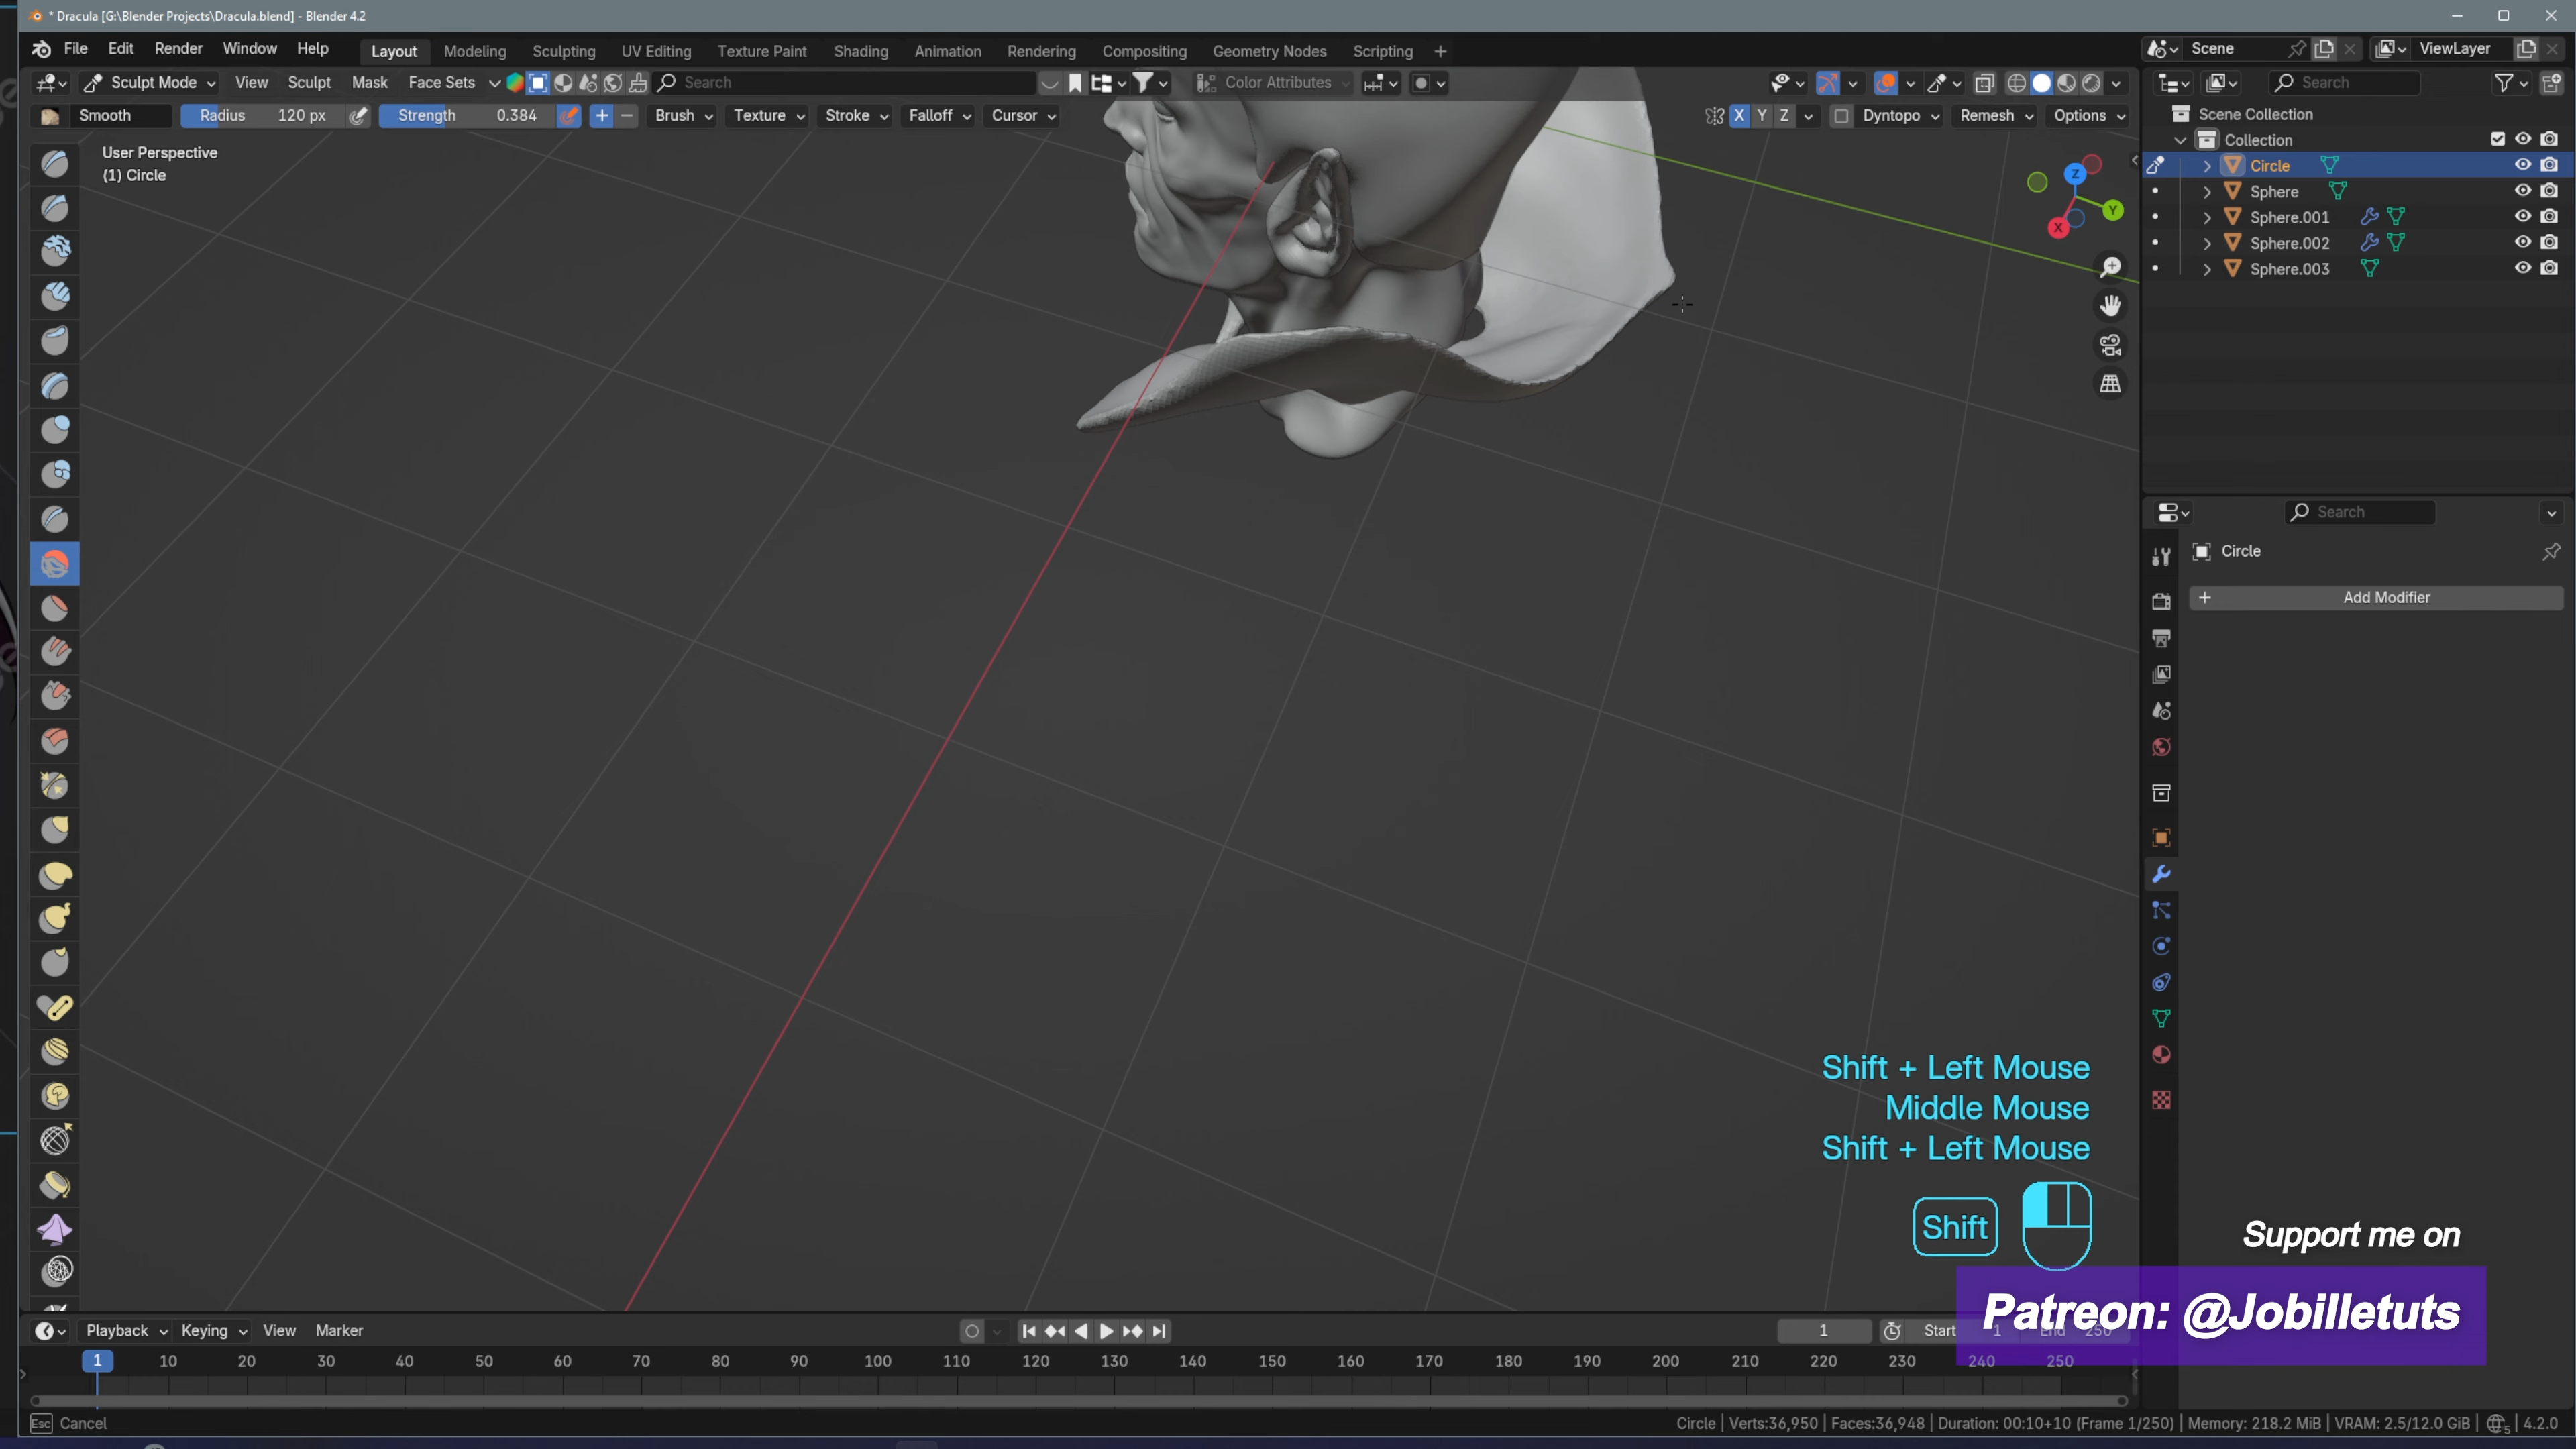 * Dracula [G:\Blender Projects\Dracula.blend] - Blender 4.2
File Edit Render Window Help Layout Modeling Sculpting UV Editing Texture Paint Shading Animation Rendering Compositing Geometry Nodes Scripting + Scene ViewLayer
Sculpt Mode View Sculpt Mask Face Sets Search Color Attributes Search
Smooth Radius 120 px Strength 0.384 Brush Texture Stroke Falloff Cursor X Y Z Dyntopo Remesh Options
Scene Collection
Collection
Circle
Sphere
Sphere.001
Sphere.002
Sphere.003
User Perspective
(1) Circle
Z
Y
X
Search
Circle
+ Add Modifier
Shift + Left Mouse
Middle Mouse
Shift + Left Mouse
Shift
Support me on
Patreon: @Jobilletuts
Playback Keying View Marker 1 Start 1 End 250
1 10 20 30 40 50 60 70 80 90 100 110 120 130 140 150 160 170 180 190 200 210 220 230 240 250
Esc Cancel
Circle | Verts:36,950 | Faces:36,948 | Duration: 00:10+10 (Frame 1/250) | Memory: 218.2 MiB | VRAM: 2.5/12.0 GiB | 5 | 4.2.0